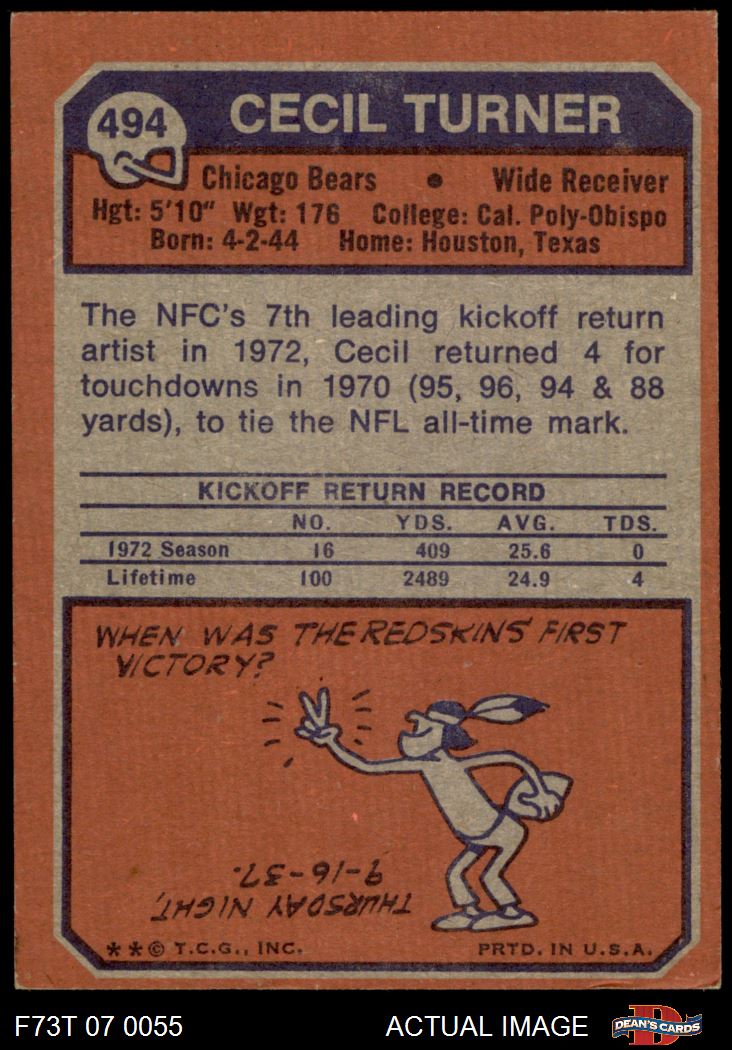 494
CECIL TURNER
Chicago Bears • Wide Receiver
Hgt: 5'10" Wgt: 176 College: Cal. Poly-Obispo
Born: 4-2-44 Home: Houston, Texas
The NFC's 7th leading kickoff return
artist in 1972, Cecil returned 4 for
touchdowns in 1970 (95, 96, 94 & 88
yards), to tie the NFL all-time mark.
KICKOFF RETURN RECORD
NO. YDS. AVG. TDS.
1972 Season 16 409 25.6 0
Lifetime 100 2489 24.9 4
WHEN WAS THE REDSKINS' FIRST
VICTORY?
THURSDAY NIGHT,
9-16-37.
**© T.C.G., INC. PRTD. IN U.S.A.
F73T 07 0055 ACTUAL IMAGE
D
DEAN'S CARDS